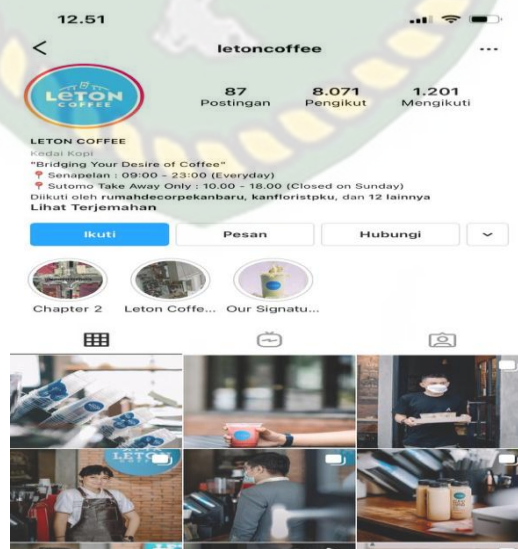 12.51
letoncoffee
LETON
COFFEE
87
Postingan
8.071
Pengikut
1.201
Mengikuti
LETON COFFEE
Kedai Kopi
"Bridging Your Desire of Coffee"
Senapelan : 09:00 - 23:00 (Everyday)
Sutomo Take Away Only : 10.00 - 18.00 (Closed on Sunday)
Diikuti oleh rumahdecorpekanbaru, kanfloristpku, dan 12 lainnya
Lihat Terjemahan
Ikuti
Pesan
Hubungi
Chapter 2
Leton Coffe...
Our Signatu...
LETON